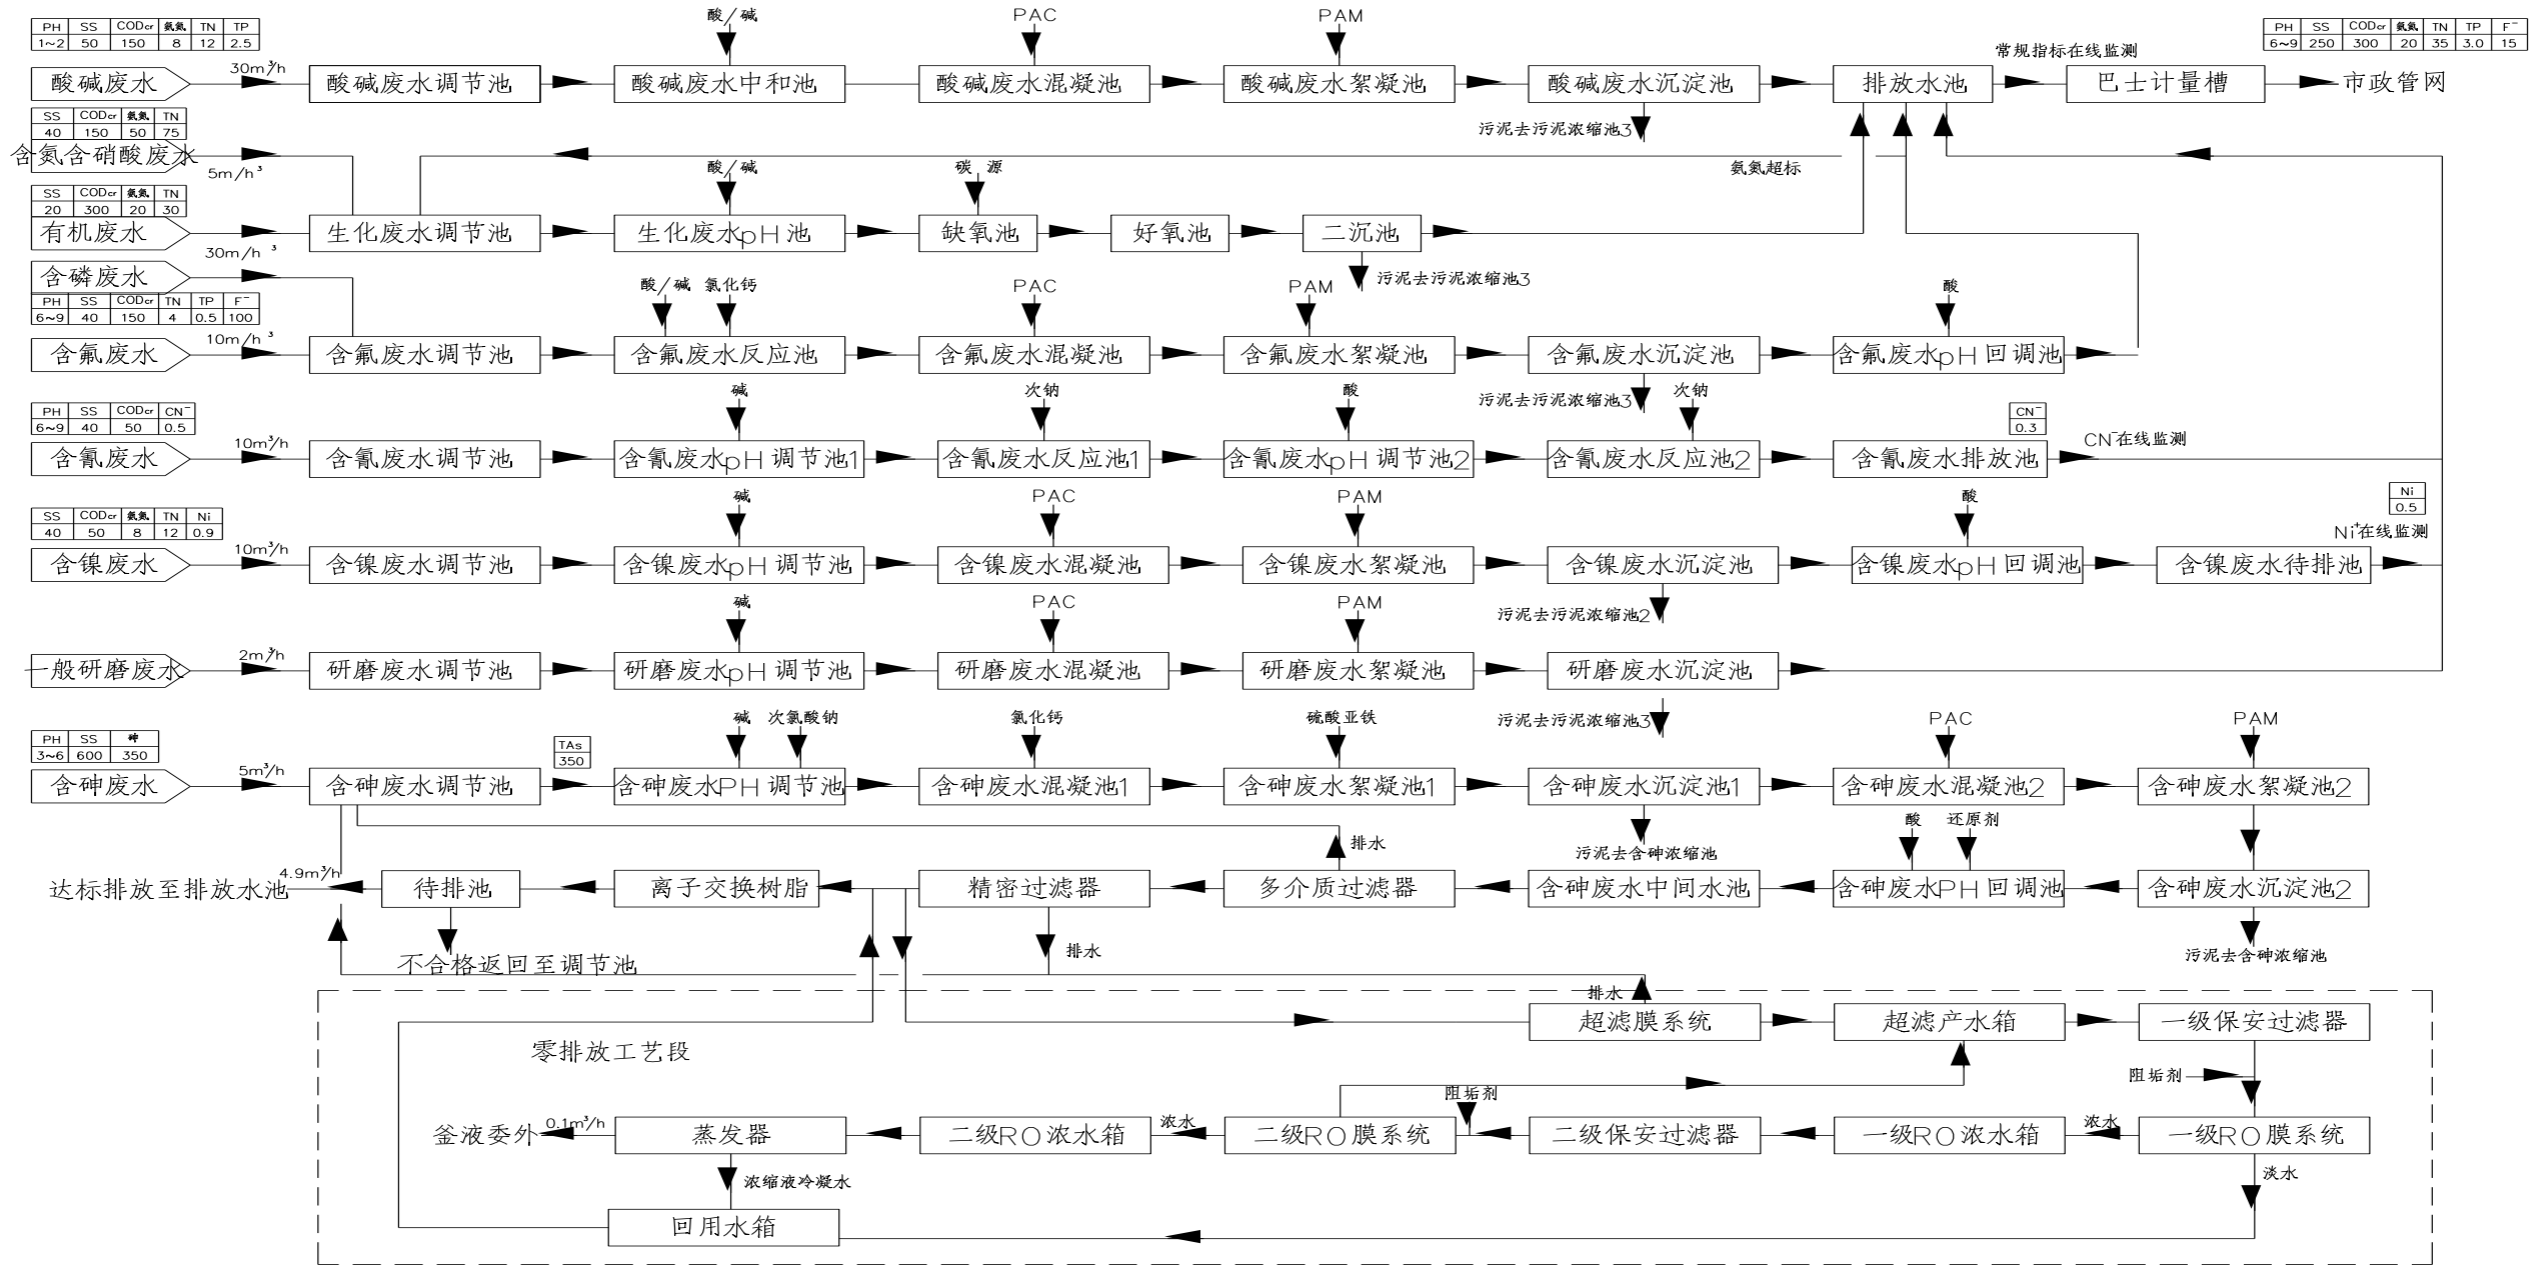 PH SS CODcr 氨氮 TN TP
1~2 50 150 8 12 2.5
酸/碱
PAC
PAM
PH SS CODcr 氨氮 TN TP F⁻
6~9 250 300 20 35 3.0 15
常规指标在线监测
酸碱废水
30m³/h
酸碱废水调节池
酸碱废水中和池
酸碱废水混凝池
酸碱废水絮凝池
酸碱废水沉淀池
排放水池
巴士计量槽
市政管网
污泥去污泥浓缩池3
SS CODcr 氨氮 TN
40 150 50 75
含氮含硝酸废水
5m/h³
酸/碱
碳 源
氨氮超标
SS CODcr 氨氮 TN
20 300 20 30
有机废水
30m/h³
生化废水调节池
生化废水pH池
缺氧池
好氧池
二沉池
污泥去污泥浓缩池3
含磷废水
PH SS CODcr TN TP F⁻
6~9 40 150 4 0.5 100
酸/碱
氯化钙
PAC
PAM
酸
含氟废水
10m/h³
含氟废水调节池
含氟废水反应池
含氟废水混凝池
含氟废水絮凝池
含氟废水沉淀池
含氟废水pH回调池
污泥去污泥浓缩池3
PH SS CODcr CN⁻
6~9 40 50 0.5
碱
次钠
酸
次钠
CN⁻
0.3
含氰废水
10m³/h
含氰废水调节池
含氰废水pH调节池1
含氰废水反应池1
含氰废水pH调节池2
含氰废水反应池2
含氰废水排放池
CN⁻在线监测
SS CODcr 氨氮 TN Ni
40 50 8 12 0.9
碱
PAC
PAM
酸
Ni
0.5
Ni⁺在线监测
含镍废水
10m³/h
含镍废水调节池
含镍废水pH调节池
含镍废水混凝池
含镍废水絮凝池
含镍废水沉淀池
含镍废水pH回调池
含镍废水待排池
污泥去污泥浓缩池2
碱
PAC
PAM
一般研磨废水
2m³/h
研磨废水调节池
研磨废水pH调节池
研磨废水混凝池
研磨废水絮凝池
研磨废水沉淀池
污泥去污泥浓缩池3
PH SS 砷
3~6 600 350
TAs
350
碱
次氯酸钠
氯化钙
硫酸亚铁
PAC
PAM
含砷废水
5m³/h
含砷废水调节池
含砷废水PH调节池
含砷废水混凝池1
含砷废水絮凝池1
含砷废水沉淀池1
含砷废水混凝池2
含砷废水絮凝池2
排水
污泥去含砷浓缩池
酸
还原剂
达标排放至排放水池
4.9m³/h
待排池
离子交换树脂
精密过滤器
多介质过滤器
含砷废水中间水池
含砷废水PH回调池
含砷废水沉淀池2
不合格返回至调节池
排水
污泥去含砷浓缩池
排水
零排放工艺段
超滤膜系统
超滤产水箱
一级保安过滤器
阻垢剂
阻垢剂
釜液委外
0.1m³/h
蒸发器
二级RO浓水箱
浓水
二级RO膜系统
二级保安过滤器
一级RO浓水箱
浓水
一级RO膜系统
浓缩液冷凝水
淡水
回用水箱